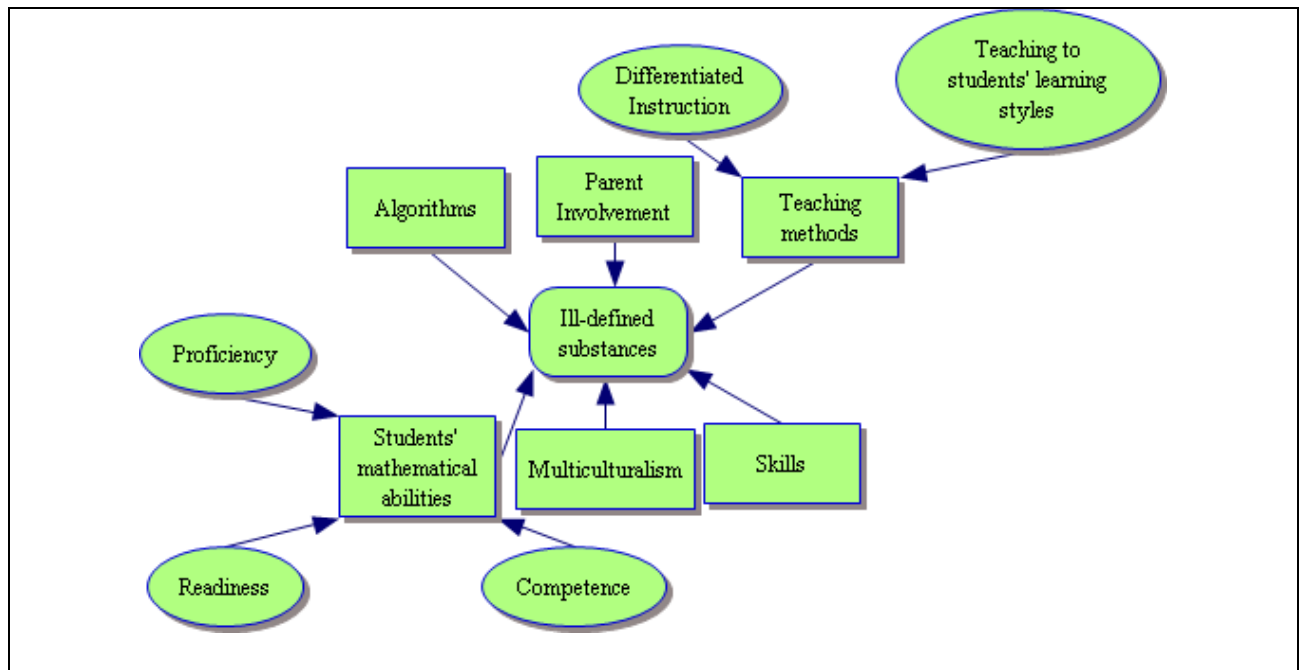 Teaching to
students' learning
styles
Differentiated
Instruction
Parent
Involvement
Algorithms
Teaching
methods
Ill-defined
substances
Proficiency
Students'
mathematical
abilities
Multiculturalism
Skills
Readiness
Competence